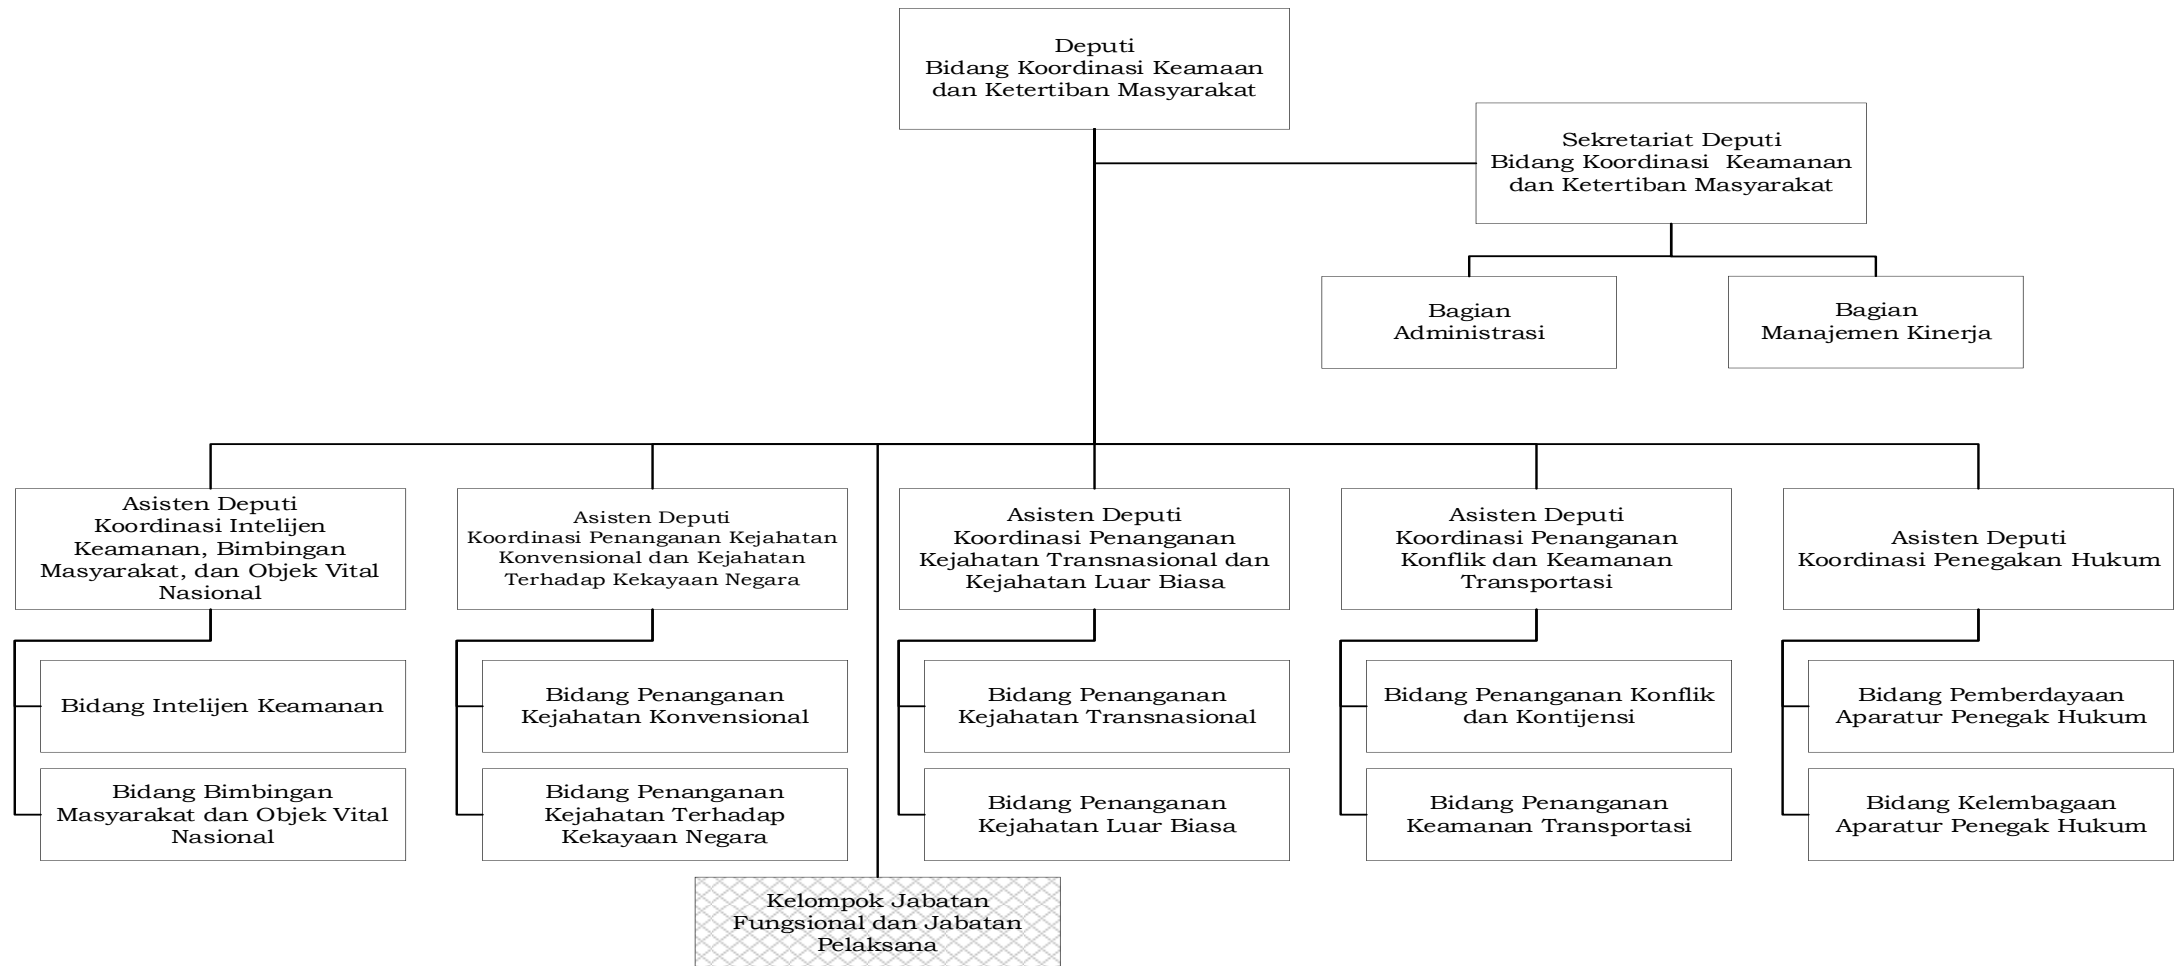 Deputi
Bidang Koordinasi Keamaan
dan Ketertiban Masyarakat
Sekretariat Deputi
Bidang Koordinasi  Keamanan
dan Ketertiban Masyarakat
Bagian
Administrasi
Bagian
Manajemen Kinerja
Asisten Deputi
Koordinasi Intelijen
Keamanan, Bimbingan
Masyarakat, dan Objek Vital
Nasional
Asisten Deputi
Koordinasi Penanganan Kejahatan
Konvensional dan Kejahatan
Terhadap Kekayaan Negara
Asisten Deputi
Koordinasi Penanganan
Kejahatan Transnasional dan
Kejahatan Luar Biasa
Asisten Deputi
Koordinasi Penanganan
Konflik dan Keamanan
Transportasi
Asisten Deputi
Koordinasi Penegakan Hukum
Bidang Intelijen Keamanan
Bidang Penanganan
Kejahatan Konvensional
Bidang Penanganan
Kejahatan Transnasional
Bidang Penanganan Konflik
dan Kontijensi
Bidang Pemberdayaan
Aparatur Penegak Hukum
Bidang Bimbingan
Masyarakat dan Objek Vital
Nasional
Bidang Penanganan
Kejahatan Terhadap
Kekayaan Negara
Bidang Penanganan
Kejahatan Luar Biasa
Bidang Penanganan
Keamanan Transportasi
Bidang Kelembagaan
Aparatur Penegak Hukum
Kelompok Jabatan
Fungsional dan Jabatan
Pelaksana